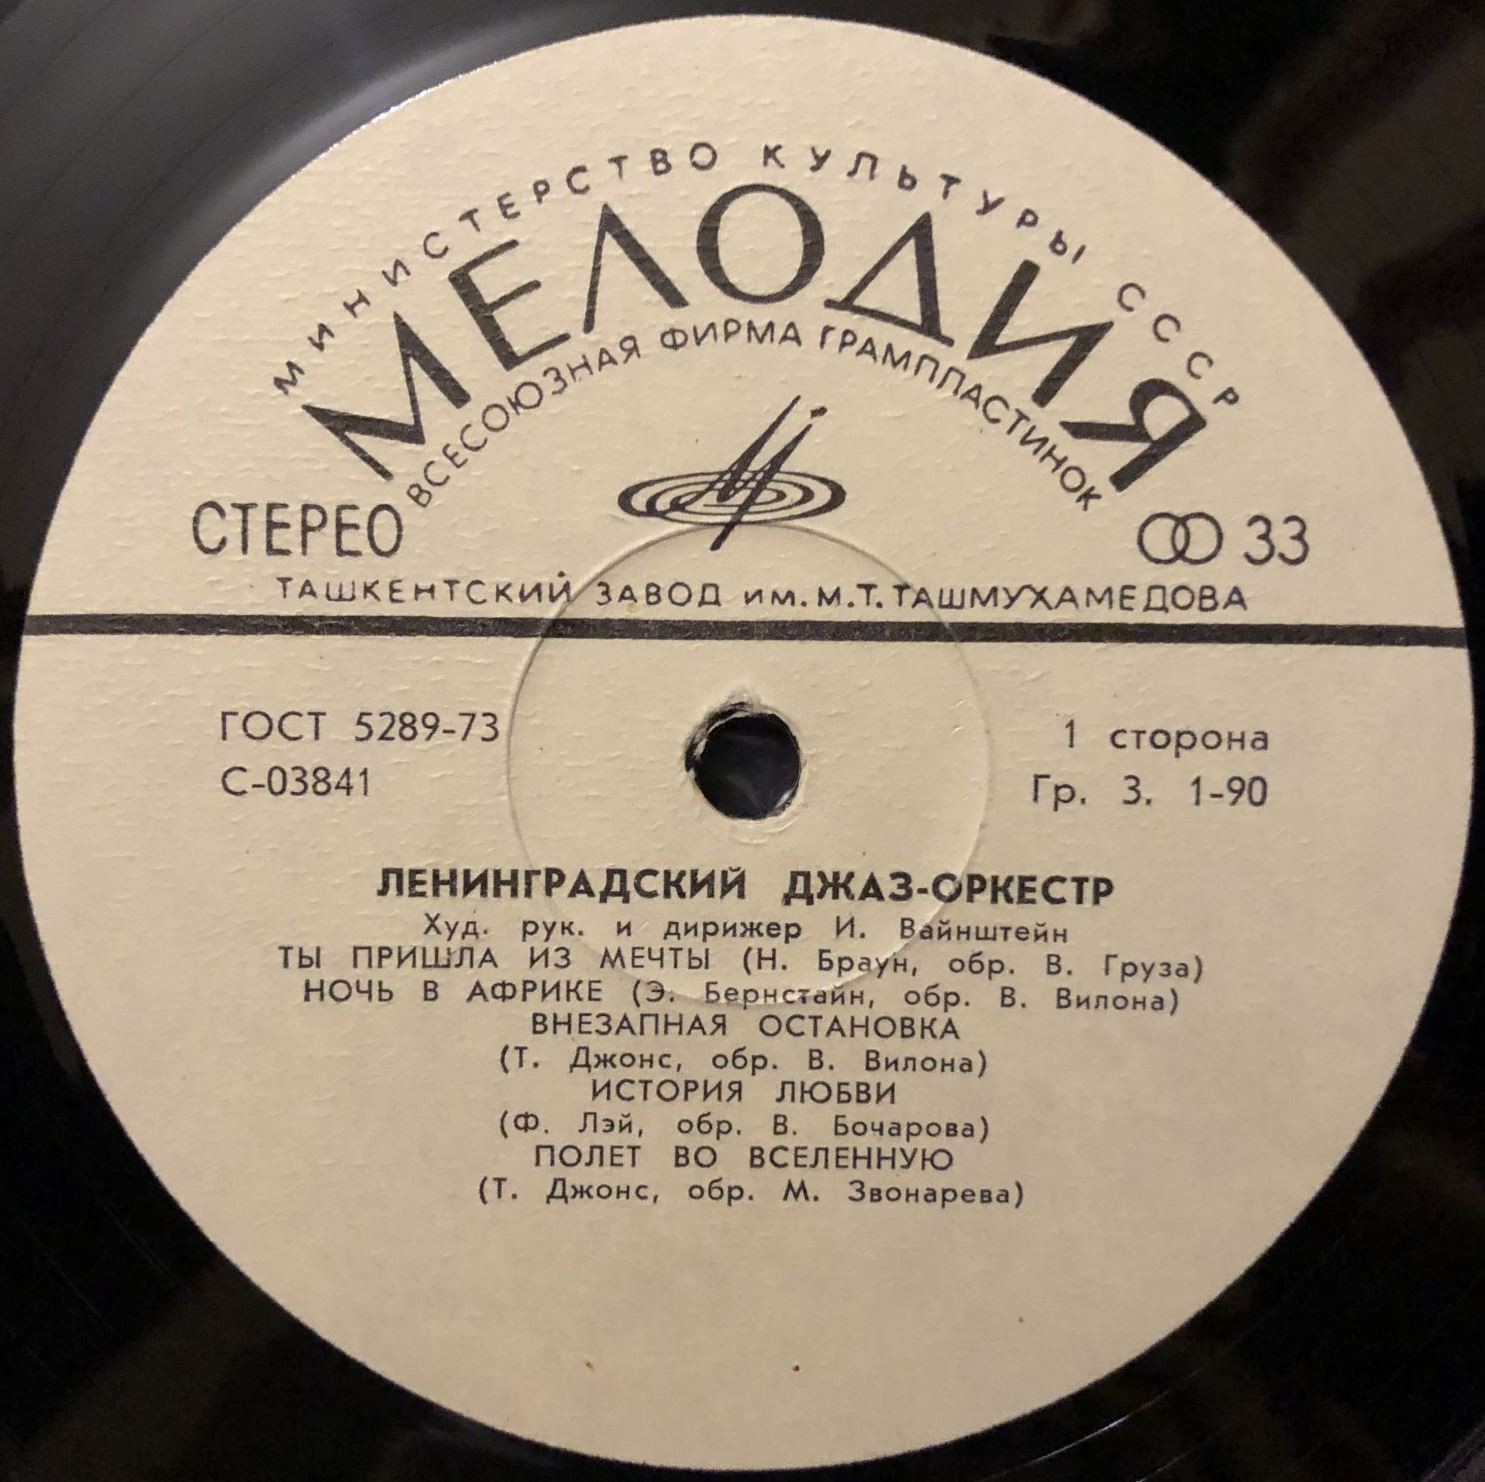 МИНИСТЕРСТВО КУЛЬТУРЫ СССР
МЕЛОДИЯ
ВСЕСОЮЗНАЯ ФИРМА ГРАМПЛАСТИНОК
СТЕРЕО 33
ТАШКЕНТСКИЙ ЗАВОД им. М.Т. ТАШМУХАМЕДОВА
ГОСТ 5289-73 1 сторона
С-03841 Гр. 3. 1-90
ЛЕНИНГРАДСКИЙ ДЖАЗ-ОРКЕСТР
Худ. рук. и дирижер И. Вайнштейн
ТЫ ПРИШЛА ИЗ МЕЧТЫ (Н. Браун, обр. В. Груза)
НОЧЬ В АФРИКЕ (Э. Бернстайн, обр. В. Вилона)
ВНЕЗАПНАЯ ОСТАНОВКА
(Т. Джонс, обр. В. Вилона)
ИСТОРИЯ ЛЮБВИ
(Ф. Лэй, обр. В. Бочарова)
ПОЛЕТ ВО ВСЕЛЕННУЮ
(Т. Джонс, обр. М. Звонарева)